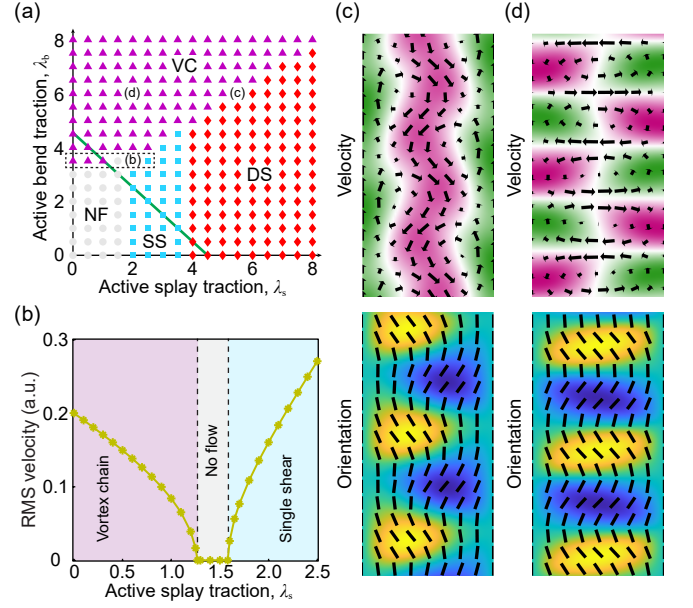 (a)
Active bend traction, λb
8
6
4
2
0
VC
(d)
(c)
(b)
NF
SS
DS
0
2
4
6
8
Active splay traction, λs
(b)
RMS velocity (a.u.)
0.3
0.2
0.1
0
Vortex chain
No flow
Single shear
0
0.5
1.0
1.5
2.0
2.5
Active splay traction, λs
(c)
Velocity
Orientation
(d)
Velocity
Orientation